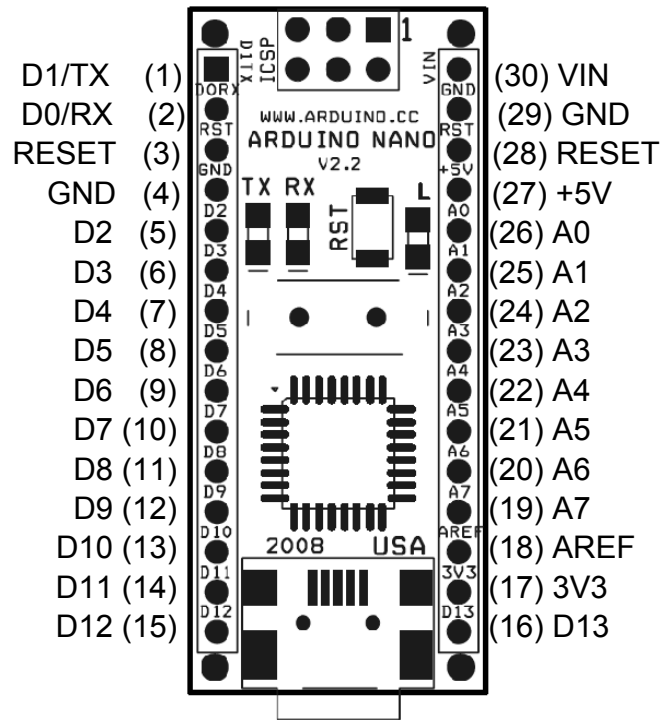 D1/TX (1)
D0/RX (2)
RESET (3)
GND (4)
D2 (5)
D3 (6)
D4 (7)
D5 (8)
D6 (9)
D7 (10)
D8 (11)
D9 (12)
D10 (13)
D11 (14)
D12 (15)
D1TX
ICSP
1
VIN
D0RX
RST
GND
D2
D3
D4
D5
D6
D7
D8
D9
D10
D11
D12
WWW.ARDUINO.CC
ARDUINO NANO
V2.2
TX RX
RST
L
2008 USA
GND
RST
+5V
A0
A1
A2
A3
A4
A5
A6
A7
AREF
3V3
D13
(30) VIN
(29) GND
(28) RESET
(27) +5V
(26) A0
(25) A1
(24) A2
(23) A3
(22) A4
(21) A5
(20) A6
(19) A7
(18) AREF
(17) 3V3
(16) D13